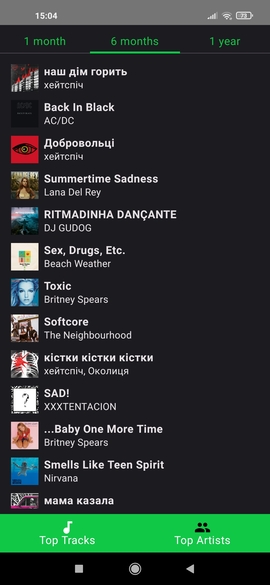 15:04
73
1 month
6 months
1 year
наш дім горить
хейтспіч
Back In Black
AC/DC
Добровольці
хейтспіч
Summertime Sadness
Lana Del Rey
RITMADINHA DANÇANTE
DJ GUDOG
Sex, Drugs, Etc.
Beach Weather
Toxic
Britney Spears
Softcore
The Neighbourhood
кістки кістки кістки
хейтспіч, Околиця
SAD!
XXXTENTACION
?
...Baby One More Time
Britney Spears
Smells Like Teen Spirit
Nirvana
мама казала
Top Tracks
Top Artists